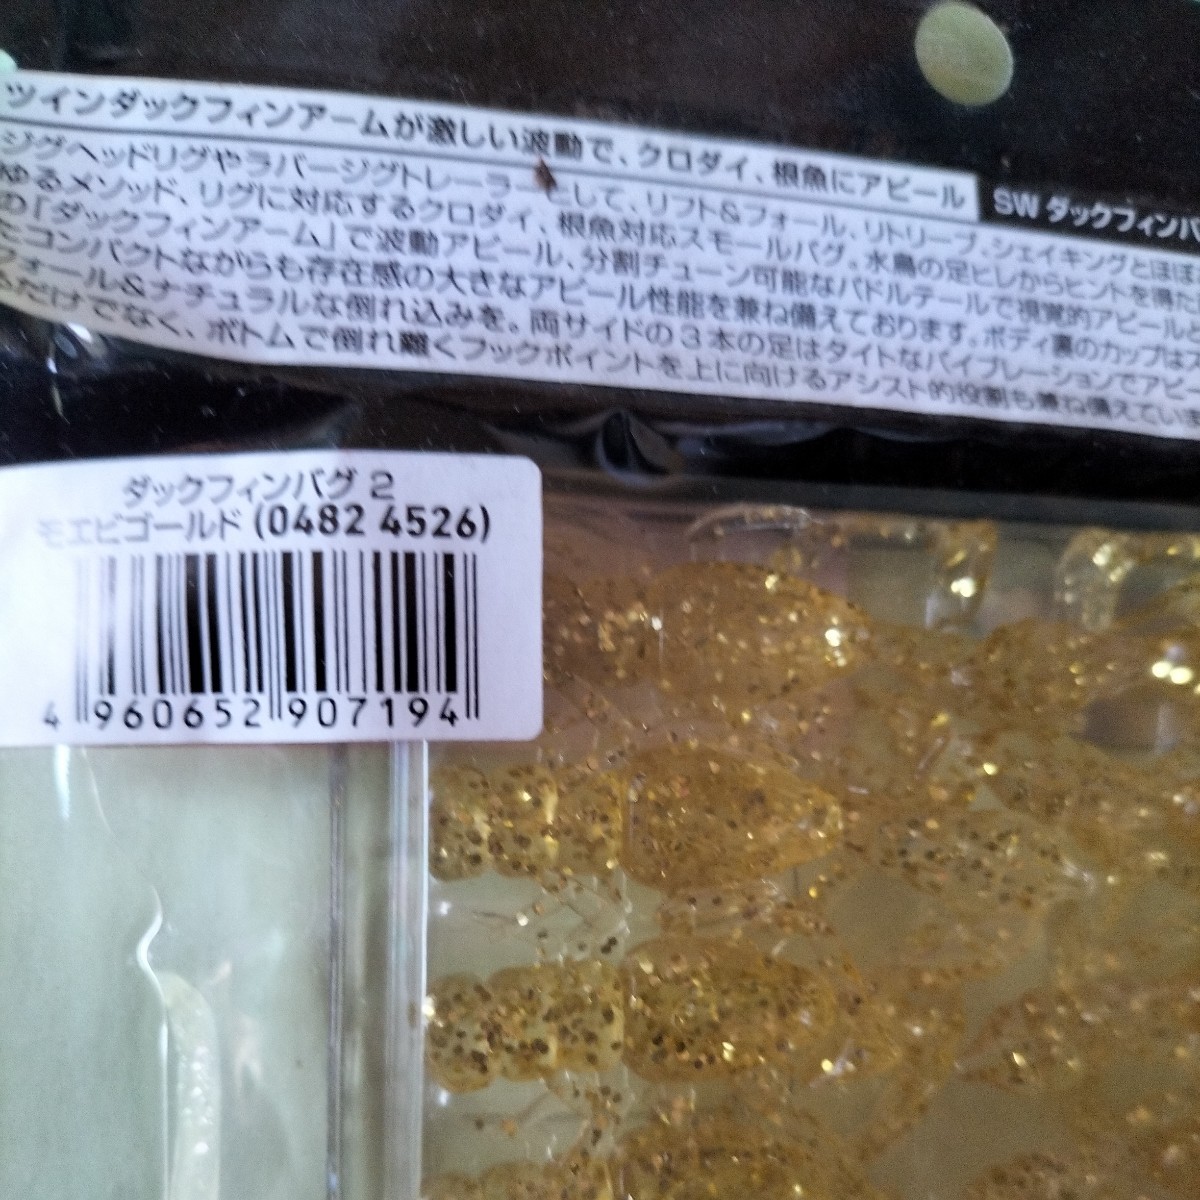 ツインダックフィンアームが激しい波動で、クロダイ、根魚にアピール
SW ダックフィンバ
ジグヘッドリグやラバージグトレーラーとして、リフト&フォール、リトリーブ、シェイキングとほぼ
ゆるメソッド、リグに対応するクロダイ、根魚対応スモールバグ。水鳥の足ヒレからヒントを得た
の「ダックフィンアーム」で波動アピール、分割チューン可能なパドルテールで視覚的アピールと
コンパクトながらも存在感の大きなアピール性能を兼ね備えております。ボディ裏のカップはス
フォール&ナチュラルな倒れ込みを。両サイドの3本の足はタイトなバイブレーションでアピー
るだけでなく、ボトムで倒れ難くフックポイントを上に向けるアシスト的役割も兼ね備えていま
ダックフィンバグ 2
モエビゴールド (0482 4526)
4 960652 907194